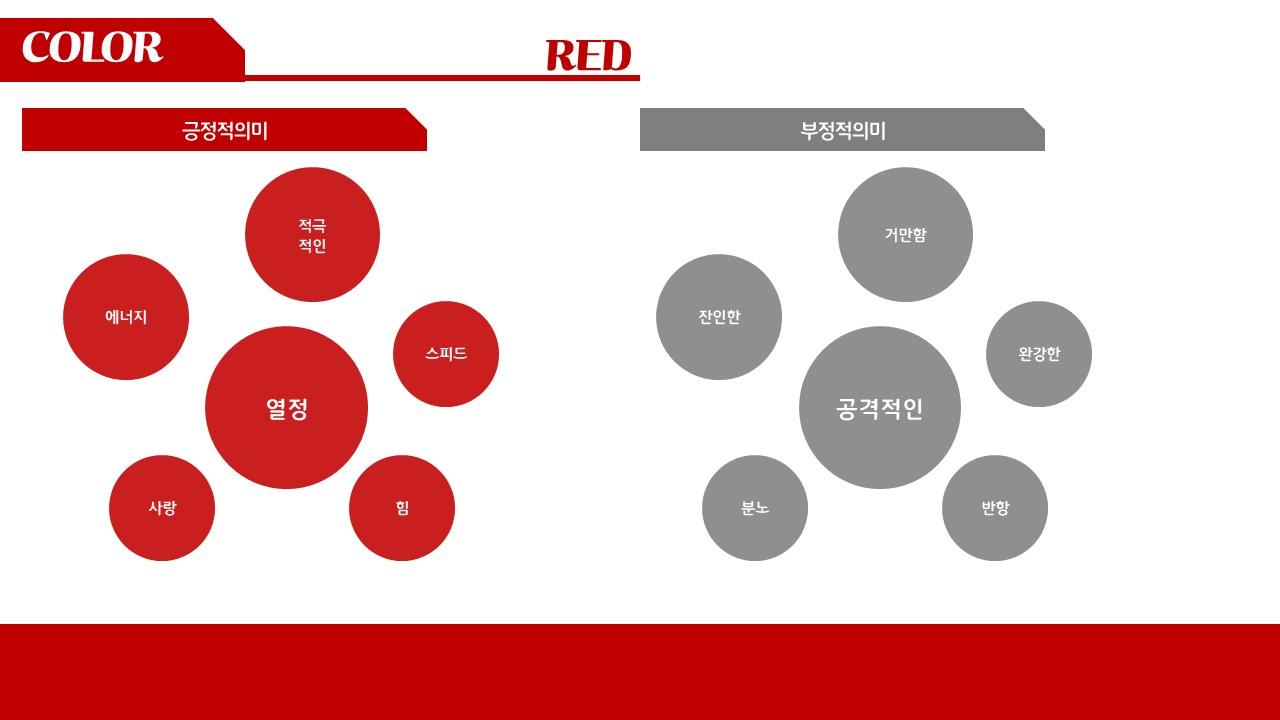 COLOR
RED
긍정적의미
적극
적인
에너지
스피드
열정
사랑
힘
부정적의미
거만함
잔인한
완강한
공격적인
분노
반항